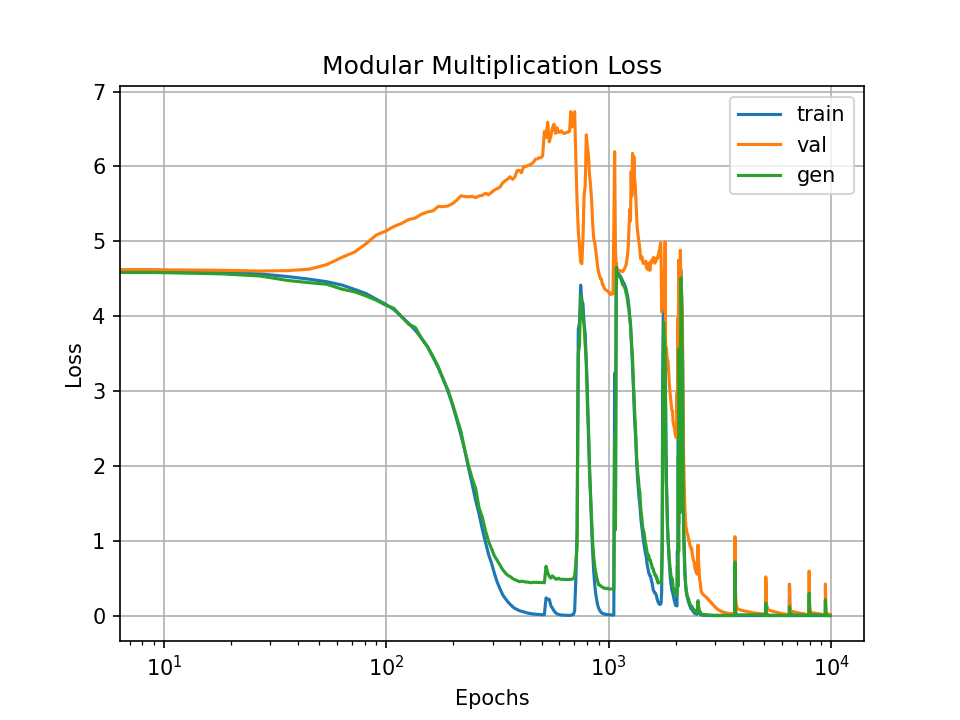 Modular Multiplication Loss
7
6
5
4
3
2
1
0
Loss
train
val
gen
10¹
10²
10³
10⁴
Epochs